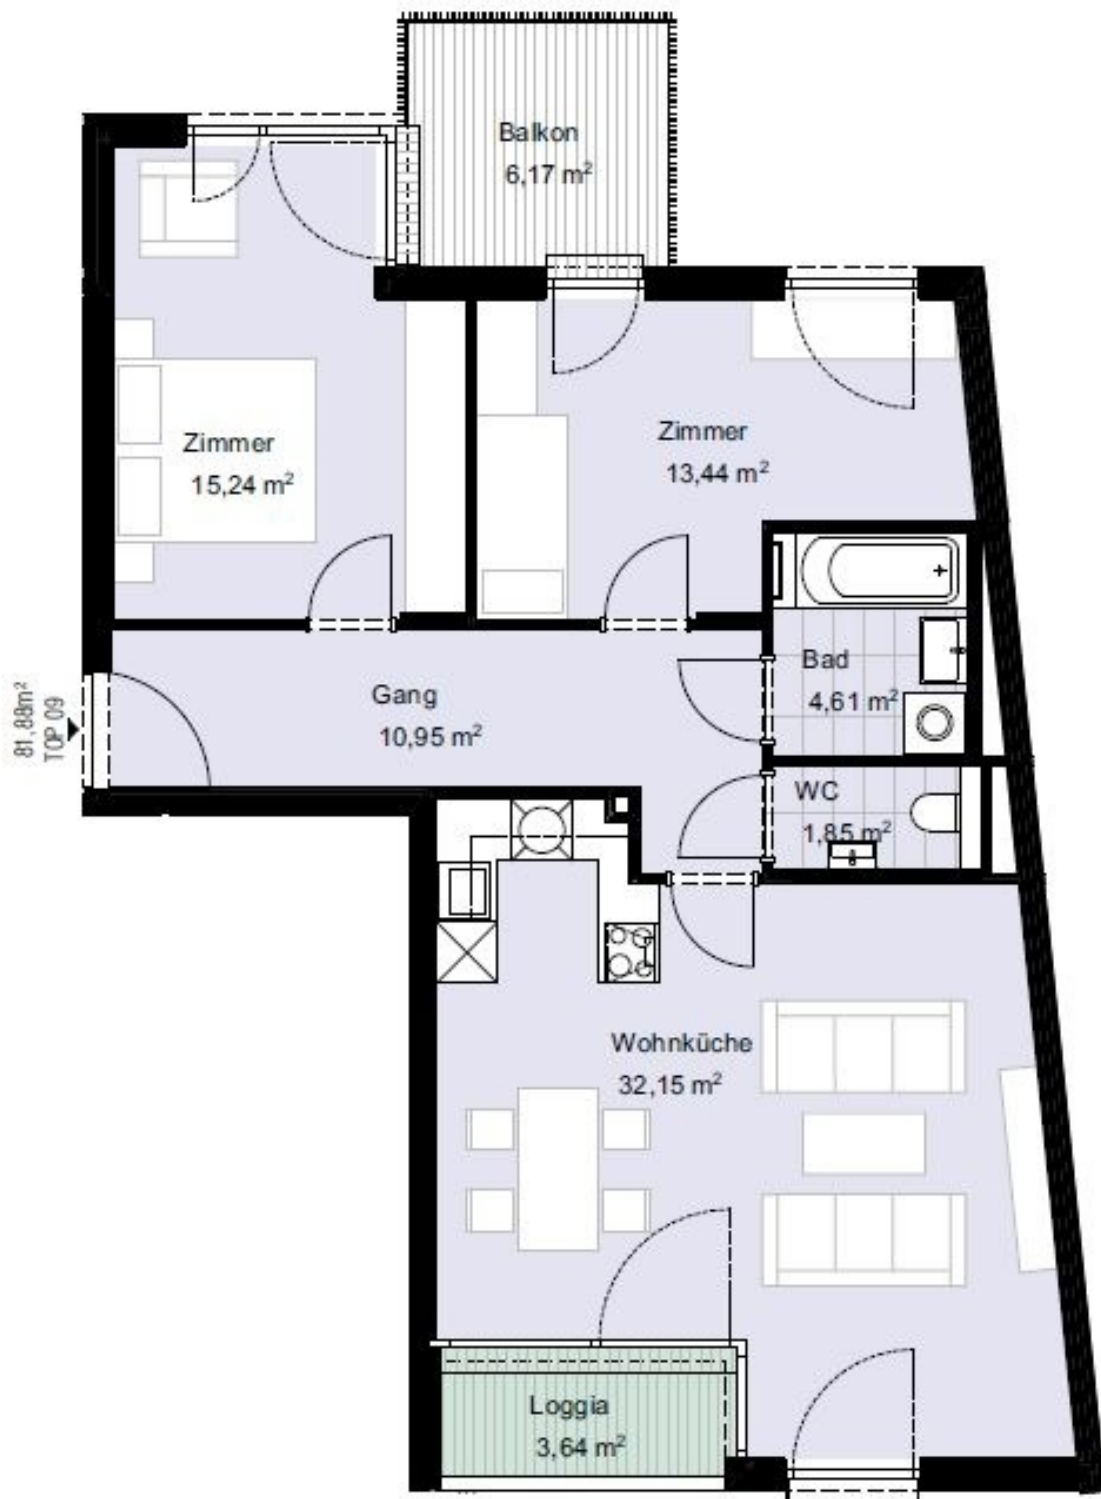 Balkon
6,17 m²
Zimmer
15,24 m²
Zimmer
13,44 m²
Bad
4,61 m²
Gang
10,95 m²
81,88m²
TOP 09
WC
1,85 m²
Wohnküche
32,15 m²
Loggia
3,64 m²